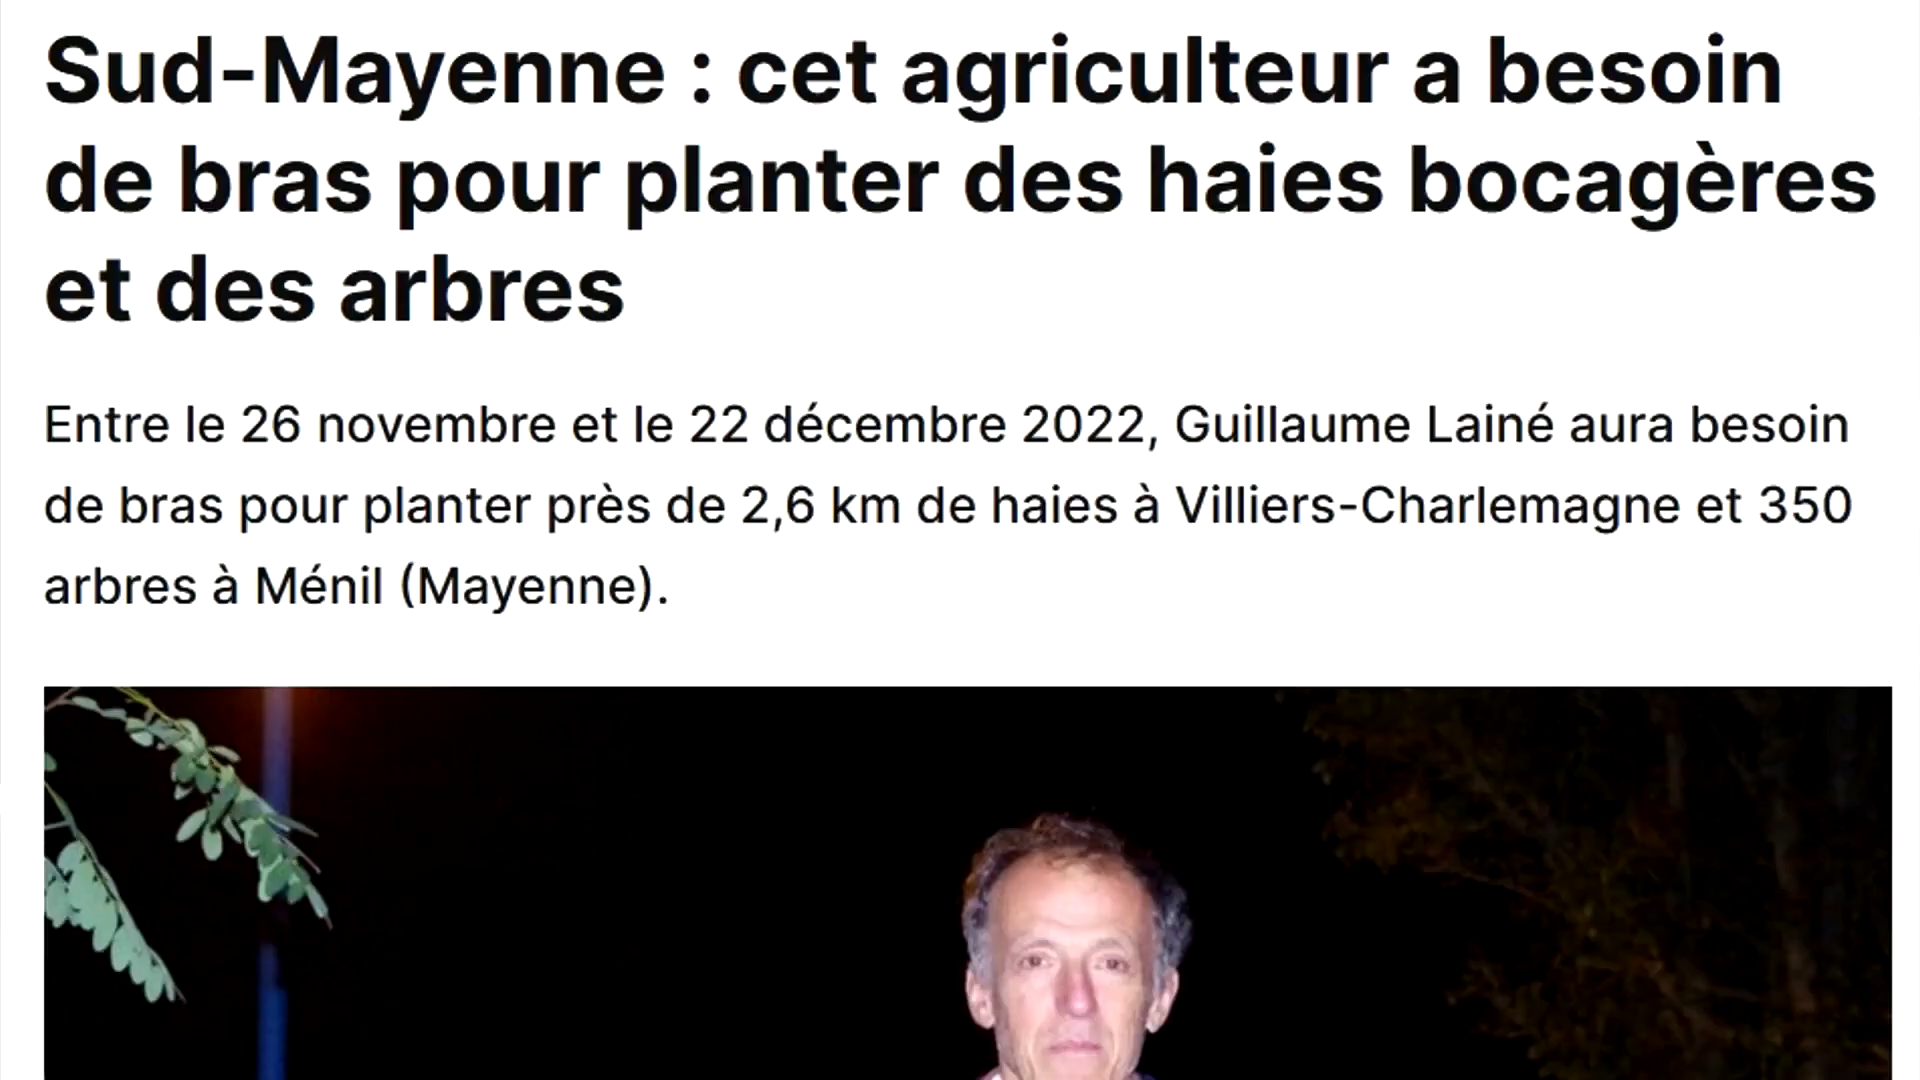 Sud-Mayenne : cet agriculteur a besoin
de bras pour planter des haies bocagères
et des arbres
Entre le 26 novembre et le 22 décembre 2022, Guillaume Lainé aura besoin
de bras pour planter près de 2,6 km de haies à Villiers-Charlemagne et 350
arbres à Ménil (Mayenne).